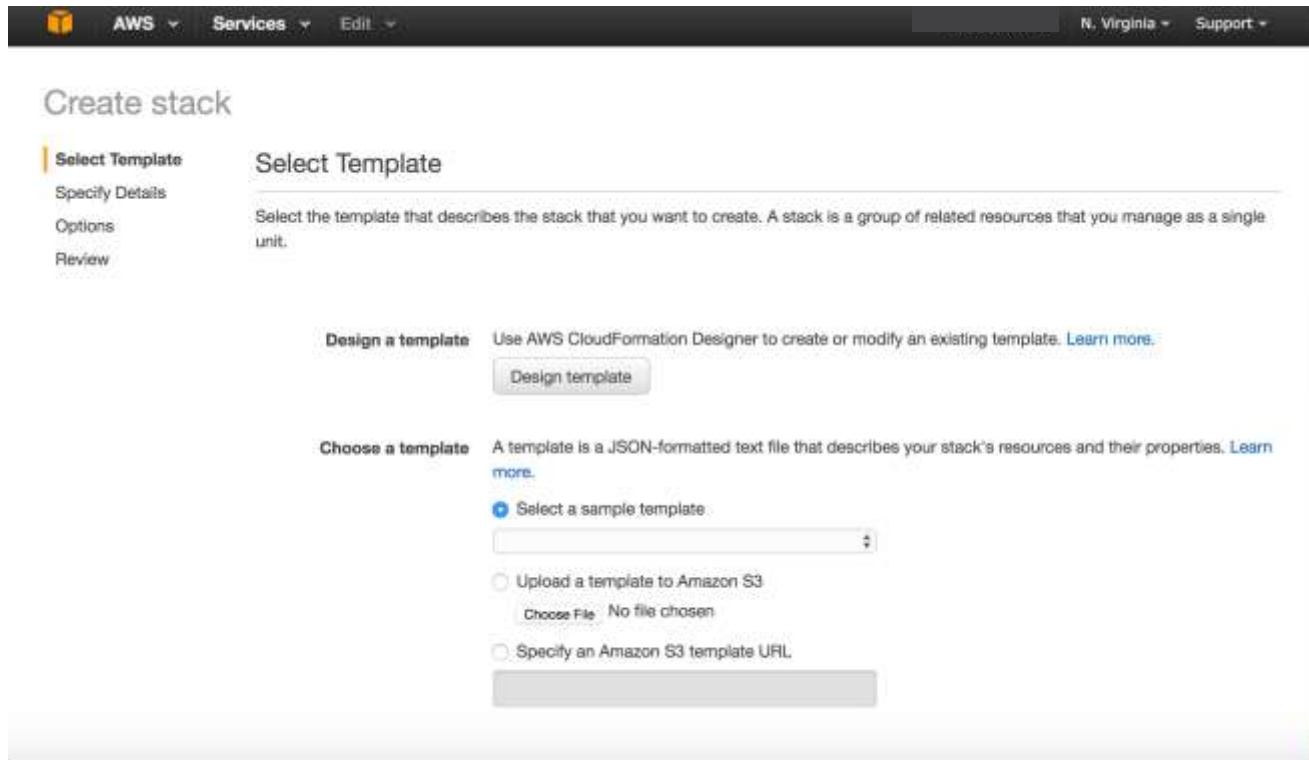 AWS Services Edit N. Virginia Support
Create stack
Select Template
Specify Details
Options
Review
Select Template
Select the template that describes the stack that you want to create. A stack is a group of related resources that you manage as a single
unit.
Design a template Use AWS CloudFormation Designer to create or modify an existing template. Learn more.
Design template
Choose a template A template is a JSON-formatted text file that describes your stack's resources and their properties. Learn
more.
Select a sample template
Upload a template to Amazon S3
Choose File No file chosen
Specify an Amazon S3 template URL